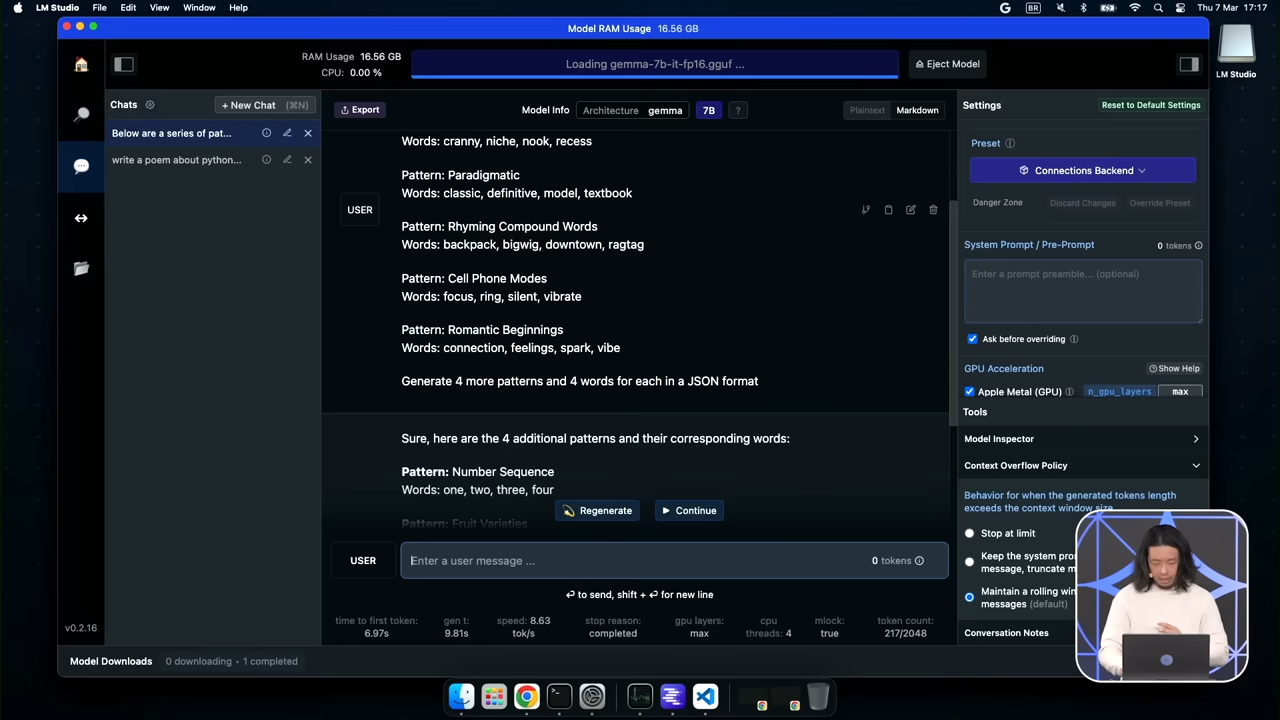 LM Studio File Edit View Window Help
BR Thu 7 Mar 17:17
Model RAM Usage 16.56 GB
LM Studio
RAM Usage 16.56 GB
CPU: 0.00 %
Loading gemma-7b-it-fp16.gguf ...
Eject Model
Chats
+ New Chat (⌘N)
Export
Model Info Architecture gemma 7B ?
Plaintext Markdown
Settings
Reset to Default Settings
Below are a series of pat...
write a poem about python...
Words: cranny, niche, nook, recess
Pattern: Paradigmatic
Words: classic, definitive, model, textbook
USER
Pattern: Rhyming Compound Words
Words: backpack, bigwig, downtown, ragtag
Pattern: Cell Phone Modes
Words: focus, ring, silent, vibrate
Pattern: Romantic Beginnings
Words: connection, feelings, spark, vibe
Generate 4 more patterns and 4 words for each in a JSON format
Sure, here are the 4 additional patterns and their corresponding words:
Pattern: Number Sequence
Words: one, two, three, four
Pattern: Fruit Varieties
Regenerate
Continue
USER
Enter a user message ...
0 tokens
⏎ to send, shift + ⏎ for new line
time to first token: 6.97s
gen t: 9.81s
speed: 8.63 tok/s
stop reason: completed
gpu layers: max
cpu threads: 4
mlock: true
token count: 217/2048
Preset
Connections Backend
Danger Zone Discard Changes Override Preset
System Prompt / Pre-Prompt 0 tokens
Enter a prompt preamble... (optional)
Ask before overriding
GPU Acceleration Show Help
Apple Metal (GPU) n_gpu_layers max
Tools
Model Inspector
Context Overflow Policy
Behavior for when the generated tokens length
exceeds the context window size
Stop at limit
Keep the system
message, truncate
Maintain a rolling
messages (default)
Conversation Notes
v0.2.16
Model Downloads 0 downloading • 1 completed